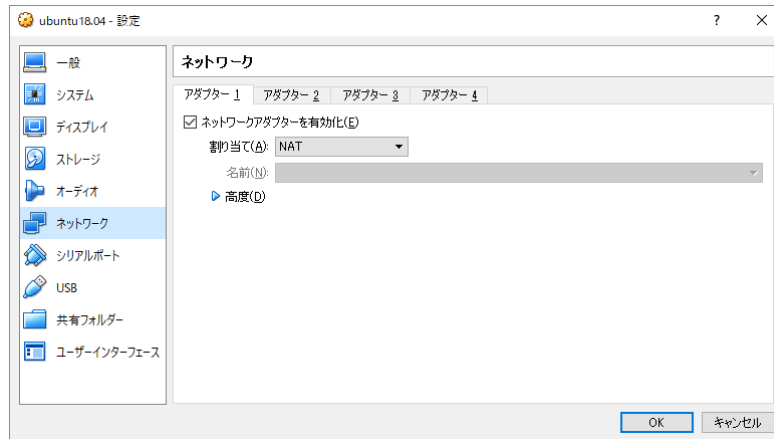 ubuntu18.04 - 設定
? ×
一般
システム
ディスプレイ
ストレージ
オーディオ
ネットワーク
シリアルポート
USB
共有フォルダー
ユーザーインターフェース
ネットワーク
アダプター 1 アダプター 2 アダプター 3 アダプター 4
ネットワークアダプターを有効化(E)
割り当て(A): NAT
名前(N):
高度(D)
OK キャンセル